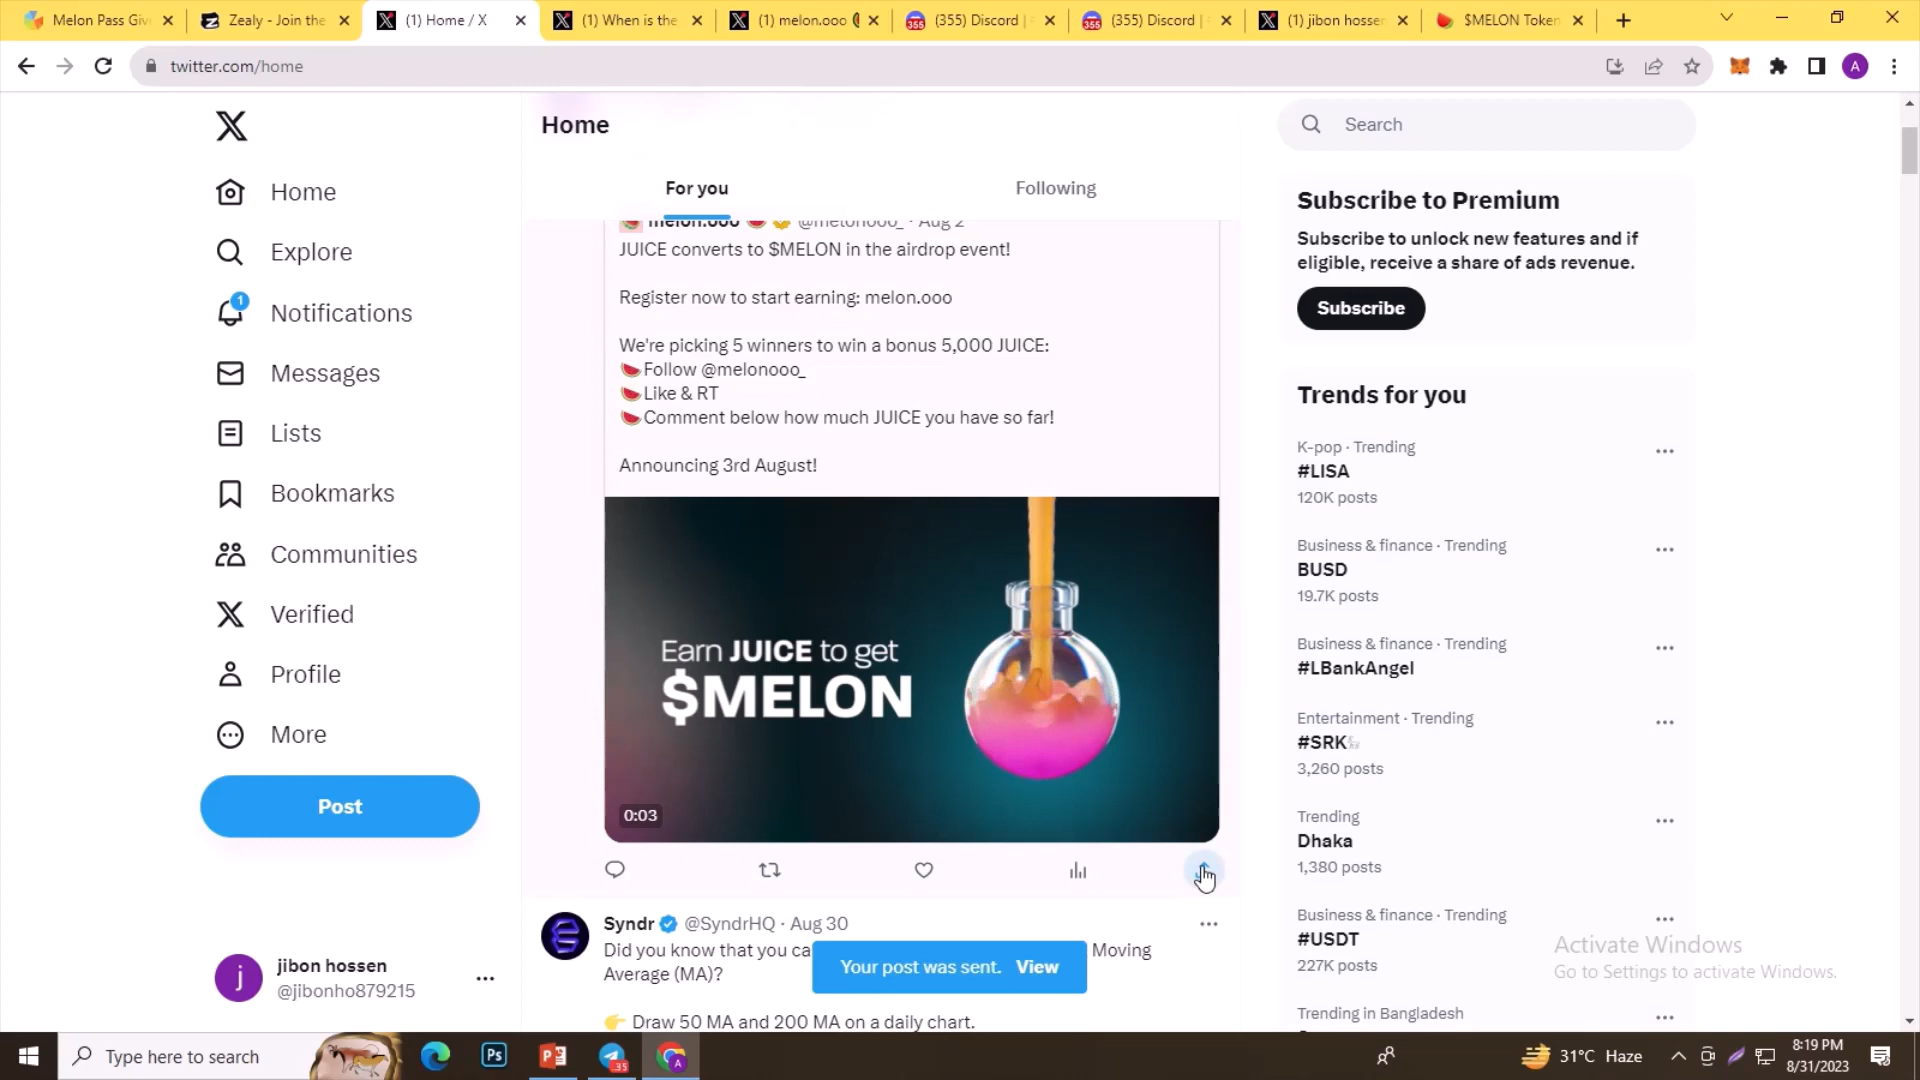 Melon Pass Giv
Zealy - Join the
(1) Home / X
(1) When is the
(1) melon.ooo
(355) Discord |
(355) Discord |
(1) jibon hosse
$MELON Token
twitter.com/home
A
Home
Explore
1
Notifications
Messages
Lists
Bookmarks
Communities
Verified
Profile
More
Post
jibon hossen
@jibonho879215
Home
For you
Following
melon.ooo 🍉 🤝 @melonooo_ · Aug 2
JUICE converts to $MELON in the airdrop event!
Register now to start earning: melon.ooo
We're picking 5 winners to win a bonus 5,000 JUICE:
🍉Follow @melonooo_
🍉Like & RT
🍉Comment below how much JUICE you have so far!
Announcing 3rd August!
Earn JUICE to get
$MELON
0:03
Syndr @SyndrHQ · Aug 30
Did you know that you ca
Moving
Average (MA)?
👉 Draw 50 MA and 200 MA on a daily chart.
Your post was sent. View
Search
Subscribe to Premium
Subscribe to unlock new features and if
eligible, receive a share of ads revenue.
Subscribe
Trends for you
K-pop · Trending
#LISA
120K posts
Business & finance · Trending
BUSD
19.7K posts
Business & finance · Trending
#LBankAngel
Entertainment · Trending
#SRK
3,260 posts
Trending
Dhaka
1,380 posts
Business & finance · Trending
#USDT
227K posts
Trending in Bangladesh
Activate Windows
Go to Settings to activate Windows.
Type here to search
31°C Haze
8:19 PM
8/31/2023